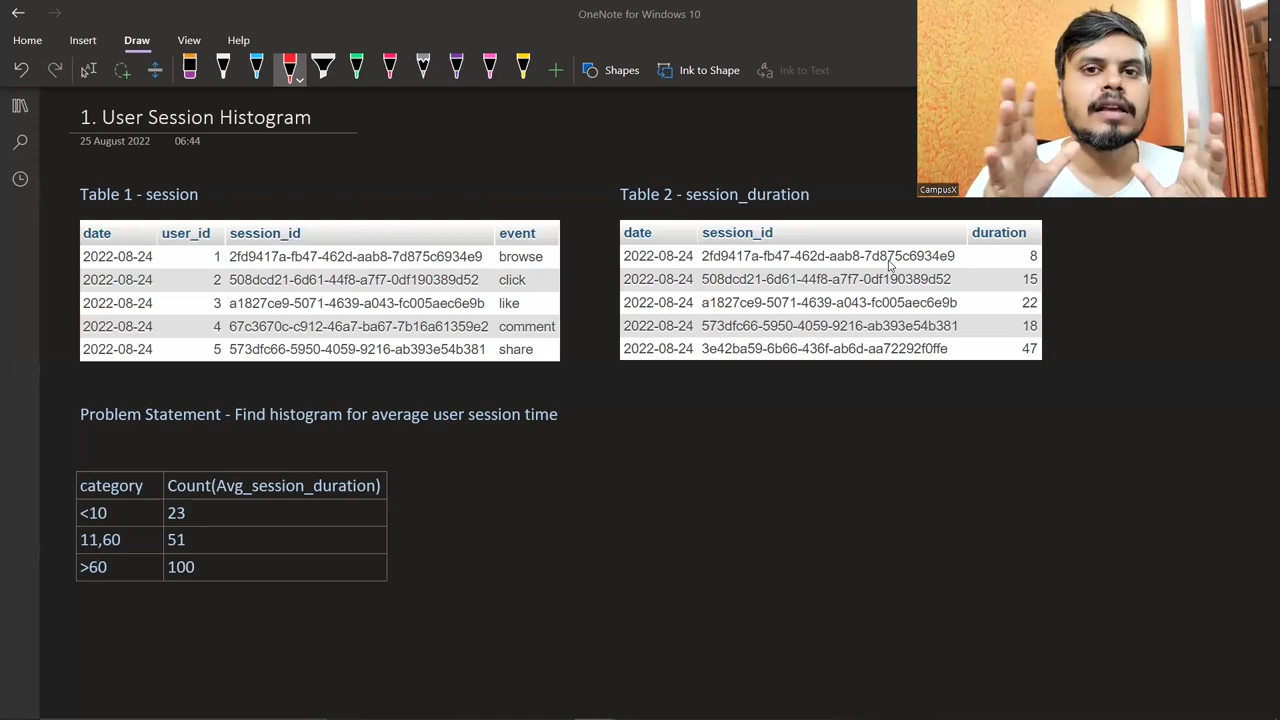 OneNote for Windows 10
Home Insert Draw View Help
Shapes Ink to Shape Ink to Text
CampusX
1. User Session Histogram
25 August 2022 06:44
Table 1 - session
date user_id session_id event
2022-08-24 1 2fd9417a-fb47-462d-aab8-7d875c6934e9 browse
2022-08-24 2 508dcd21-6d61-44f8-a7f7-0df190389d52 click
2022-08-24 3 a1827ce9-5071-4639-a043-fc005aec6e9b like
2022-08-24 4 67c3670c-c912-46a7-ba67-7b16a61359e2 comment
2022-08-24 5 573dfc66-5950-4059-9216-ab393e54b381 share
Table 2 - session_duration
date session_id duration
2022-08-24 2fd9417a-fb47-462d-aab8-7d875c6934e9 8
2022-08-24 508dcd21-6d61-44f8-a7f7-0df190389d52 15
2022-08-24 a1827ce9-5071-4639-a043-fc005aec6e9b 22
2022-08-24 573dfc66-5950-4059-9216-ab393e54b381 18
2022-08-24 3e42ba59-6b66-436f-ab6d-aa72292f0ffe 47
Problem Statement - Find histogram for average user session time
category Count(Avg_session_duration)
<10 23
11,60 51
>60 100